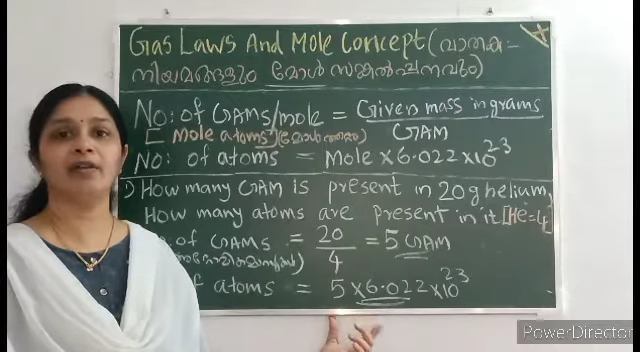 Gas Laws And Mole Concept (വാതക-
നിയമങ്ങളും മോൾ സങ്കൽപ്പനവും)
No: of GAMs/mole = Given mass in grams
[Mole atoms] GAM
No: of atoms = Mole × 6.022 × 10^23
1) How many GAM is present in 20g helium,
How many atoms are present in it [He=4]
of GAMs = 20/4 = 5 GAM
atoms = 5 × 6.022 × 10^23
PowerDirector